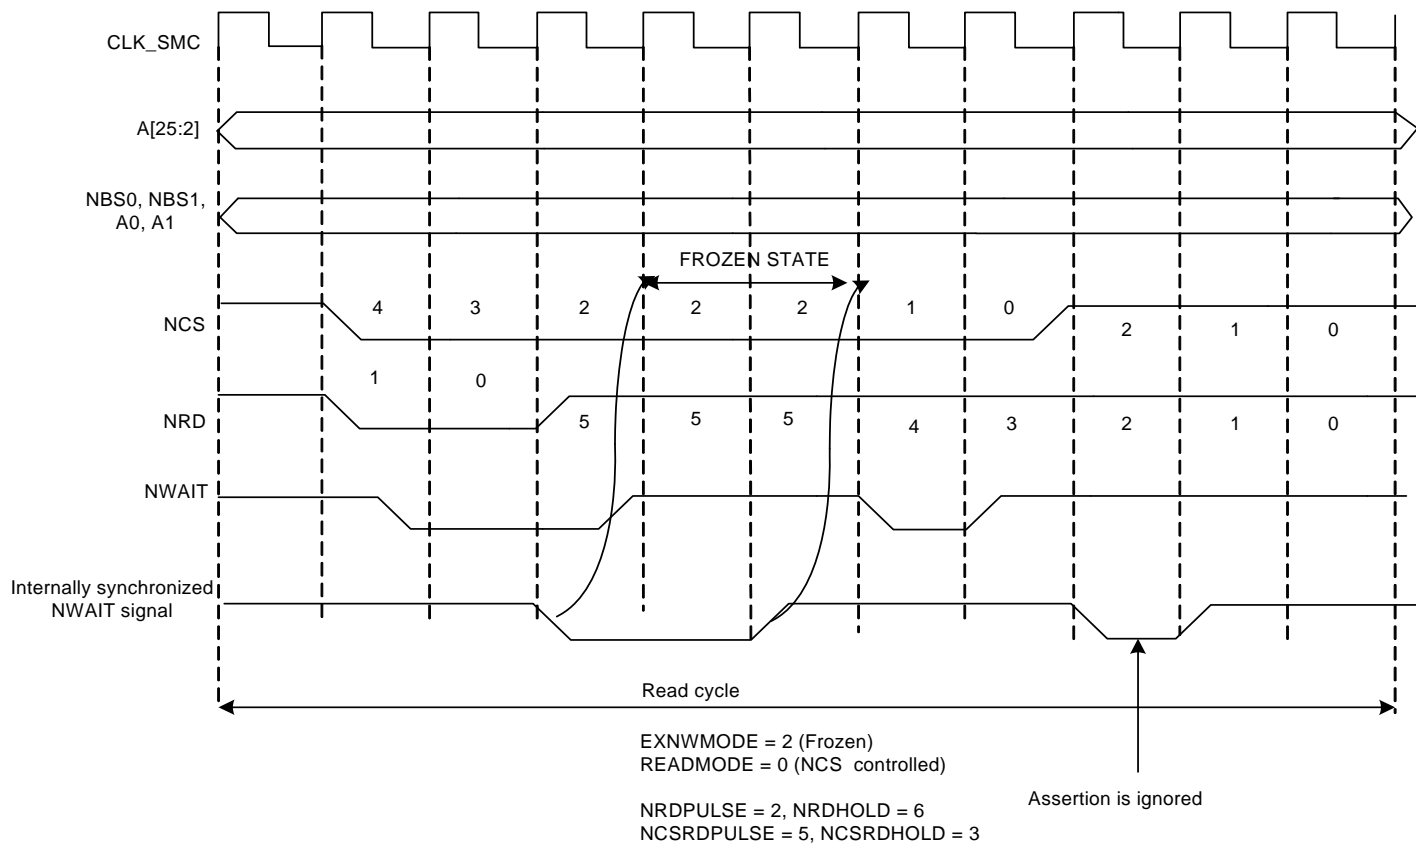 CLK_SMC
A[25:2]
NBS0, NBS1,
A0, A1
FROZEN STATE
NCS
4 3 2 2 2 1 0
2 1 0
1 0
NRD
5 5 5 4 3 2 1 0
NWAIT
Internally synchronized
NWAIT signal
Read cycle
EXNWMODE = 2 (Frozen)
READMODE = 0 (NCS controlled)
Assertion is ignored
NRDPULSE = 2, NRDHOLD = 6
NCSRDPULSE = 5, NCSRDHOLD = 3